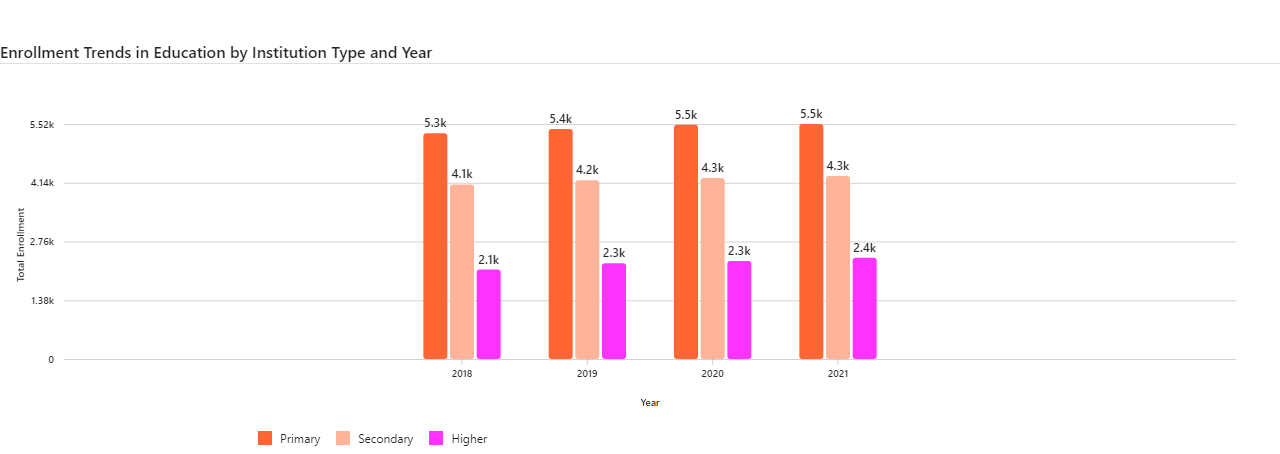 Enrollment Trends in Education by Institution Type and Year
5.52k
4.14k
2.76k
1.38k
0
Total Enrollment
5.3k
4.1k
2.1k
5.4k
4.2k
2.3k
5.5k
4.3k
2.3k
5.5k
4.3k
2.4k
2018 2019 2020 2021
Year
Primary Secondary Higher